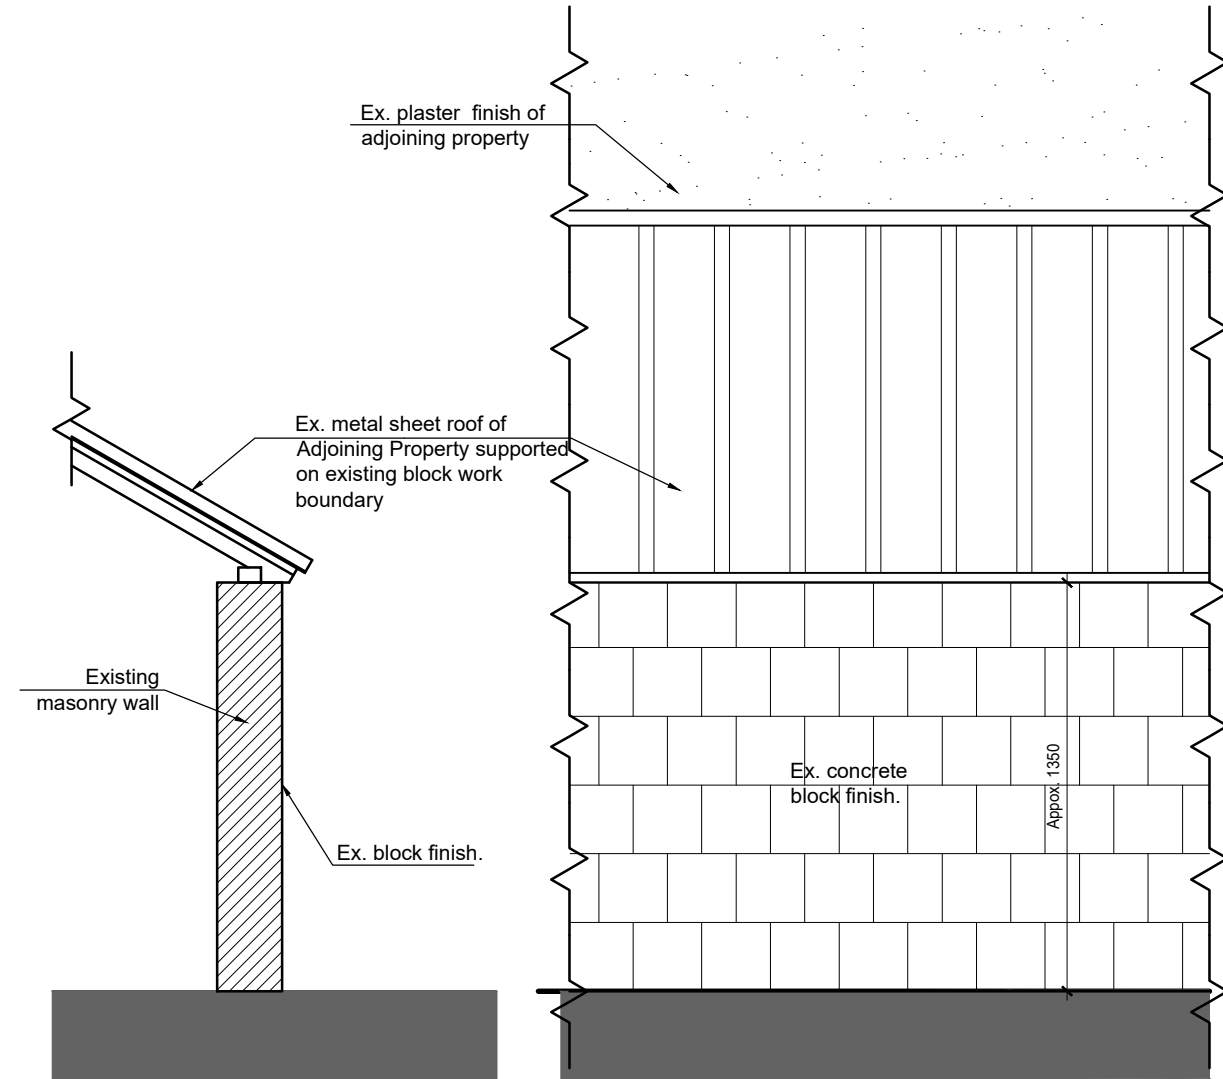 Ex. plaster finish of
adjoining property
Ex. metal sheet roof of
Adjoining Property supported
on existing block work
boundary
Existing
masonry wall
Ex. concrete
block finish.
Appox. 1350
Ex. block finish.